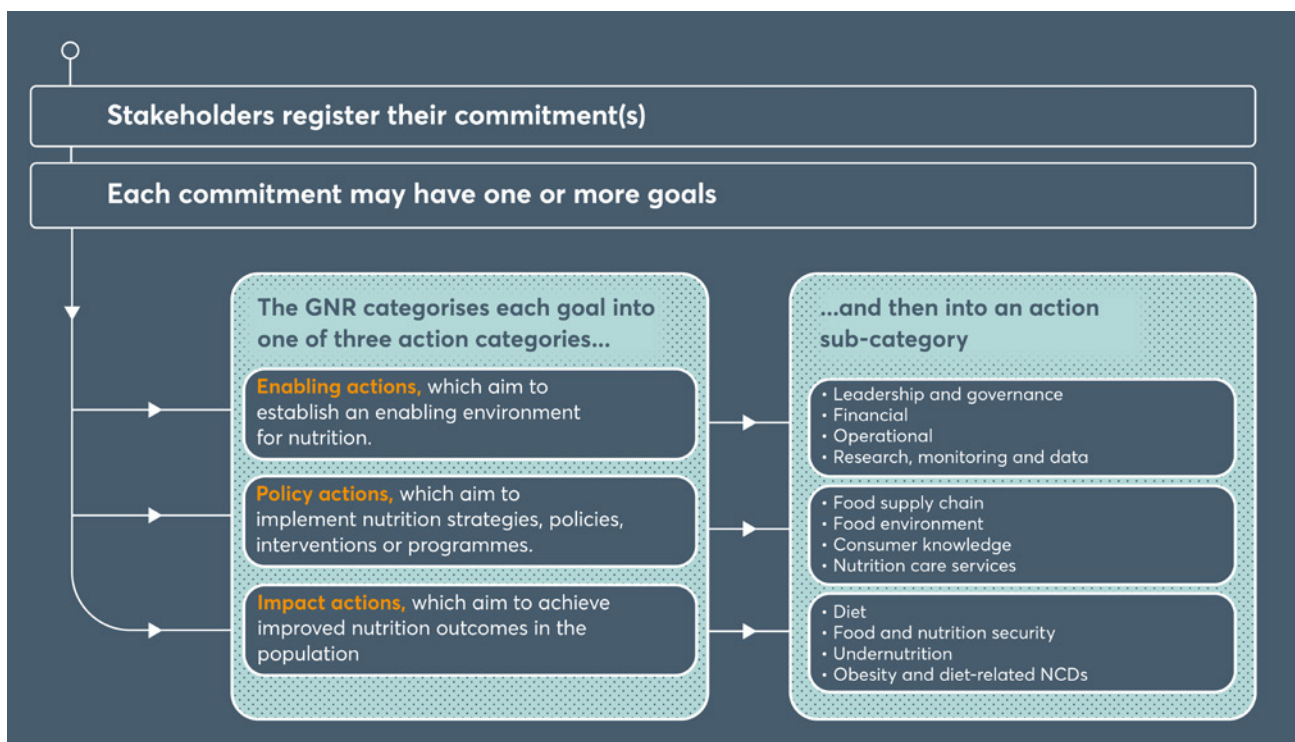 Stakeholders register their commitment(s)
Each commitment may have one or more goals
The GNR categorises each goal into
one of three action categories...
Enabling actions, which aim to
establish an enabling environment
for nutrition.
Policy actions, which aim to
implement nutrition strategies, policies,
interventions or programmes.
Impact actions, which aim to achieve
improved nutrition outcomes in the
population
...and then into an action
sub-category
• Leadership and governance
• Financial
• Operational
• Research, monitoring and data
• Food supply chain
• Food environment
• Consumer knowledge
• Nutrition care services
• Diet
• Food and nutrition security
• Undernutrition
• Obesity and diet-related NCDs